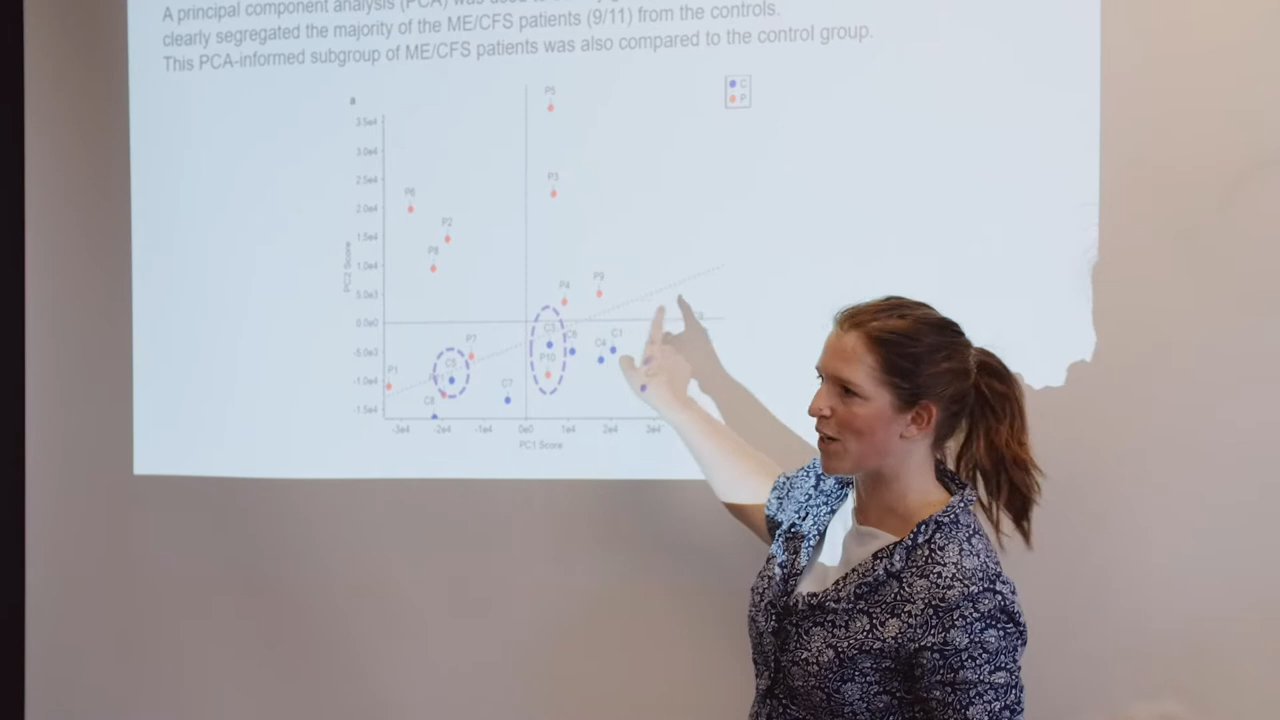 A principal component analysis (PCA) was used to
clearly segregated the majority of the ME/CFS patients (9/11) from the controls.
This PCA-informed subgroup of ME/CFS patients was also compared to the control group.
P5
C
P
B
3.5e4
3.0e4
2.5e4
2.0e4
1.5e4
1.0e4
5.0e3
0.0e0
-5.0e3
-1.0e4
-1.5e4
PC2 Score
P3
P6
P2
P8
P9
P4
C3
C6
C1
C4
P7
C5
P10
P1
C7
C8
-3e4 -2e4 -1e4 0e0 1e4 2e4 3e4
PC1 Score